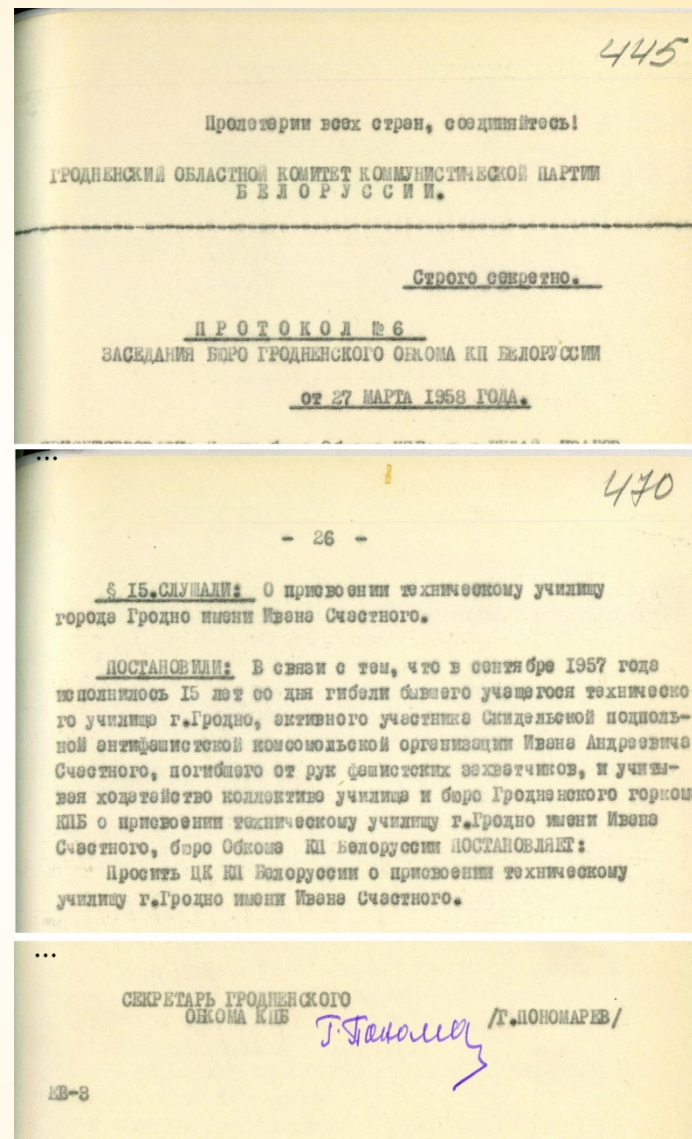 445
Пролетарии всех стран, соединяйтесь!
ГРОДНЕНСКИЙ ОБЛАСТНОЙ КОМИТЕТ КОММУНИСТИЧЕСКОЙ ПАРТИИ
БЕЛОРУССИИ.
Строго секретно.
ПРОТОКОЛ № 6
ЗАСЕДАНИЯ БЮРО ГРОДНЕНСКОГО ОБКОМА КП БЕЛОРУССИИ
от 27 МАРТА 1958 ГОДА.
...
470
- 26 -
§ 15.СЛУШАЛИ: О присвоении техническому училищу
города Гродно имени Ивана Счастного.
ПОСТАНОВИЛИ: В связи с тем, что в сентябре 1957 года
исполнилось 15 лет со дня гибели бывшего учащегося техническо
го училища г.Гродно, активного участника Скидельской подполь-
ной антифашистской комсомольской организации Ивана Андреевича
Счастного, погибшего от рук фашистских захватчиков, и учиты-
вая ходатайство коллектива училища и бюро Гродненского горком
КПБ о присвоении техническому училищу г.Гродно имени Ивана
Счастного, бюро Обкома КП Белоруссии ПОСТАНОВЛЯЕТ:
Просить ЦК КП Белоруссии о присвоении техническому
училищу г.Гродно имени Ивана Счастного.
...
СЕКРЕТАРЬ ГРОДНЕНСКОГО
ОБКОМА КПБ /Г.ПОНОМАРЕВ/